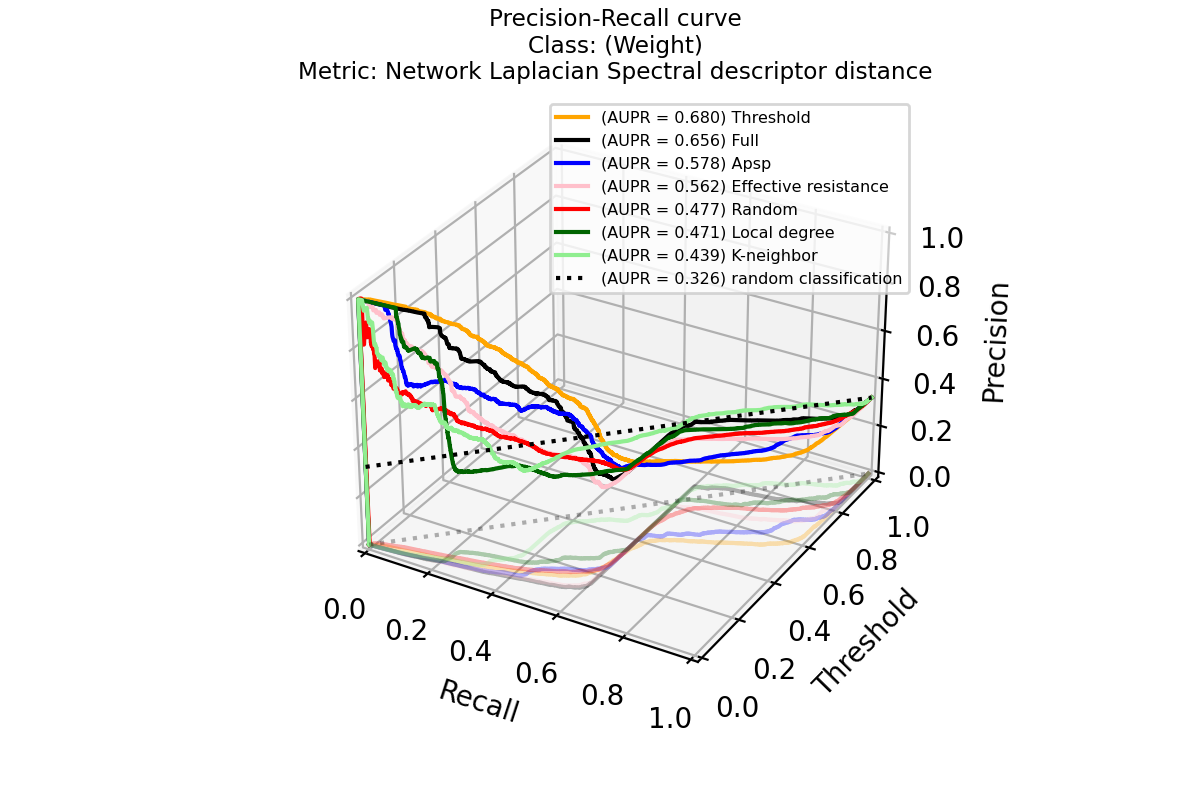 Precision-Recall curve
Class: (Weight)
Metric: Network Laplacian Spectral descriptor distance
(AUPR = 0.680) Threshold
(AUPR = 0.656) Full
(AUPR = 0.578) Apsp
(AUPR = 0.562) Effective resistance
(AUPR = 0.477) Random
(AUPR = 0.471) Local degree
(AUPR = 0.439) K-neighbor
(AUPR = 0.326) random classification
1.0
0.8
0.6
0.4
0.2
0.0
Precision
1.0
0.8
0.6
0.4
0.2
0.0
Threshold
0.0
0.2
0.4
0.6
0.8
1.0
Recall